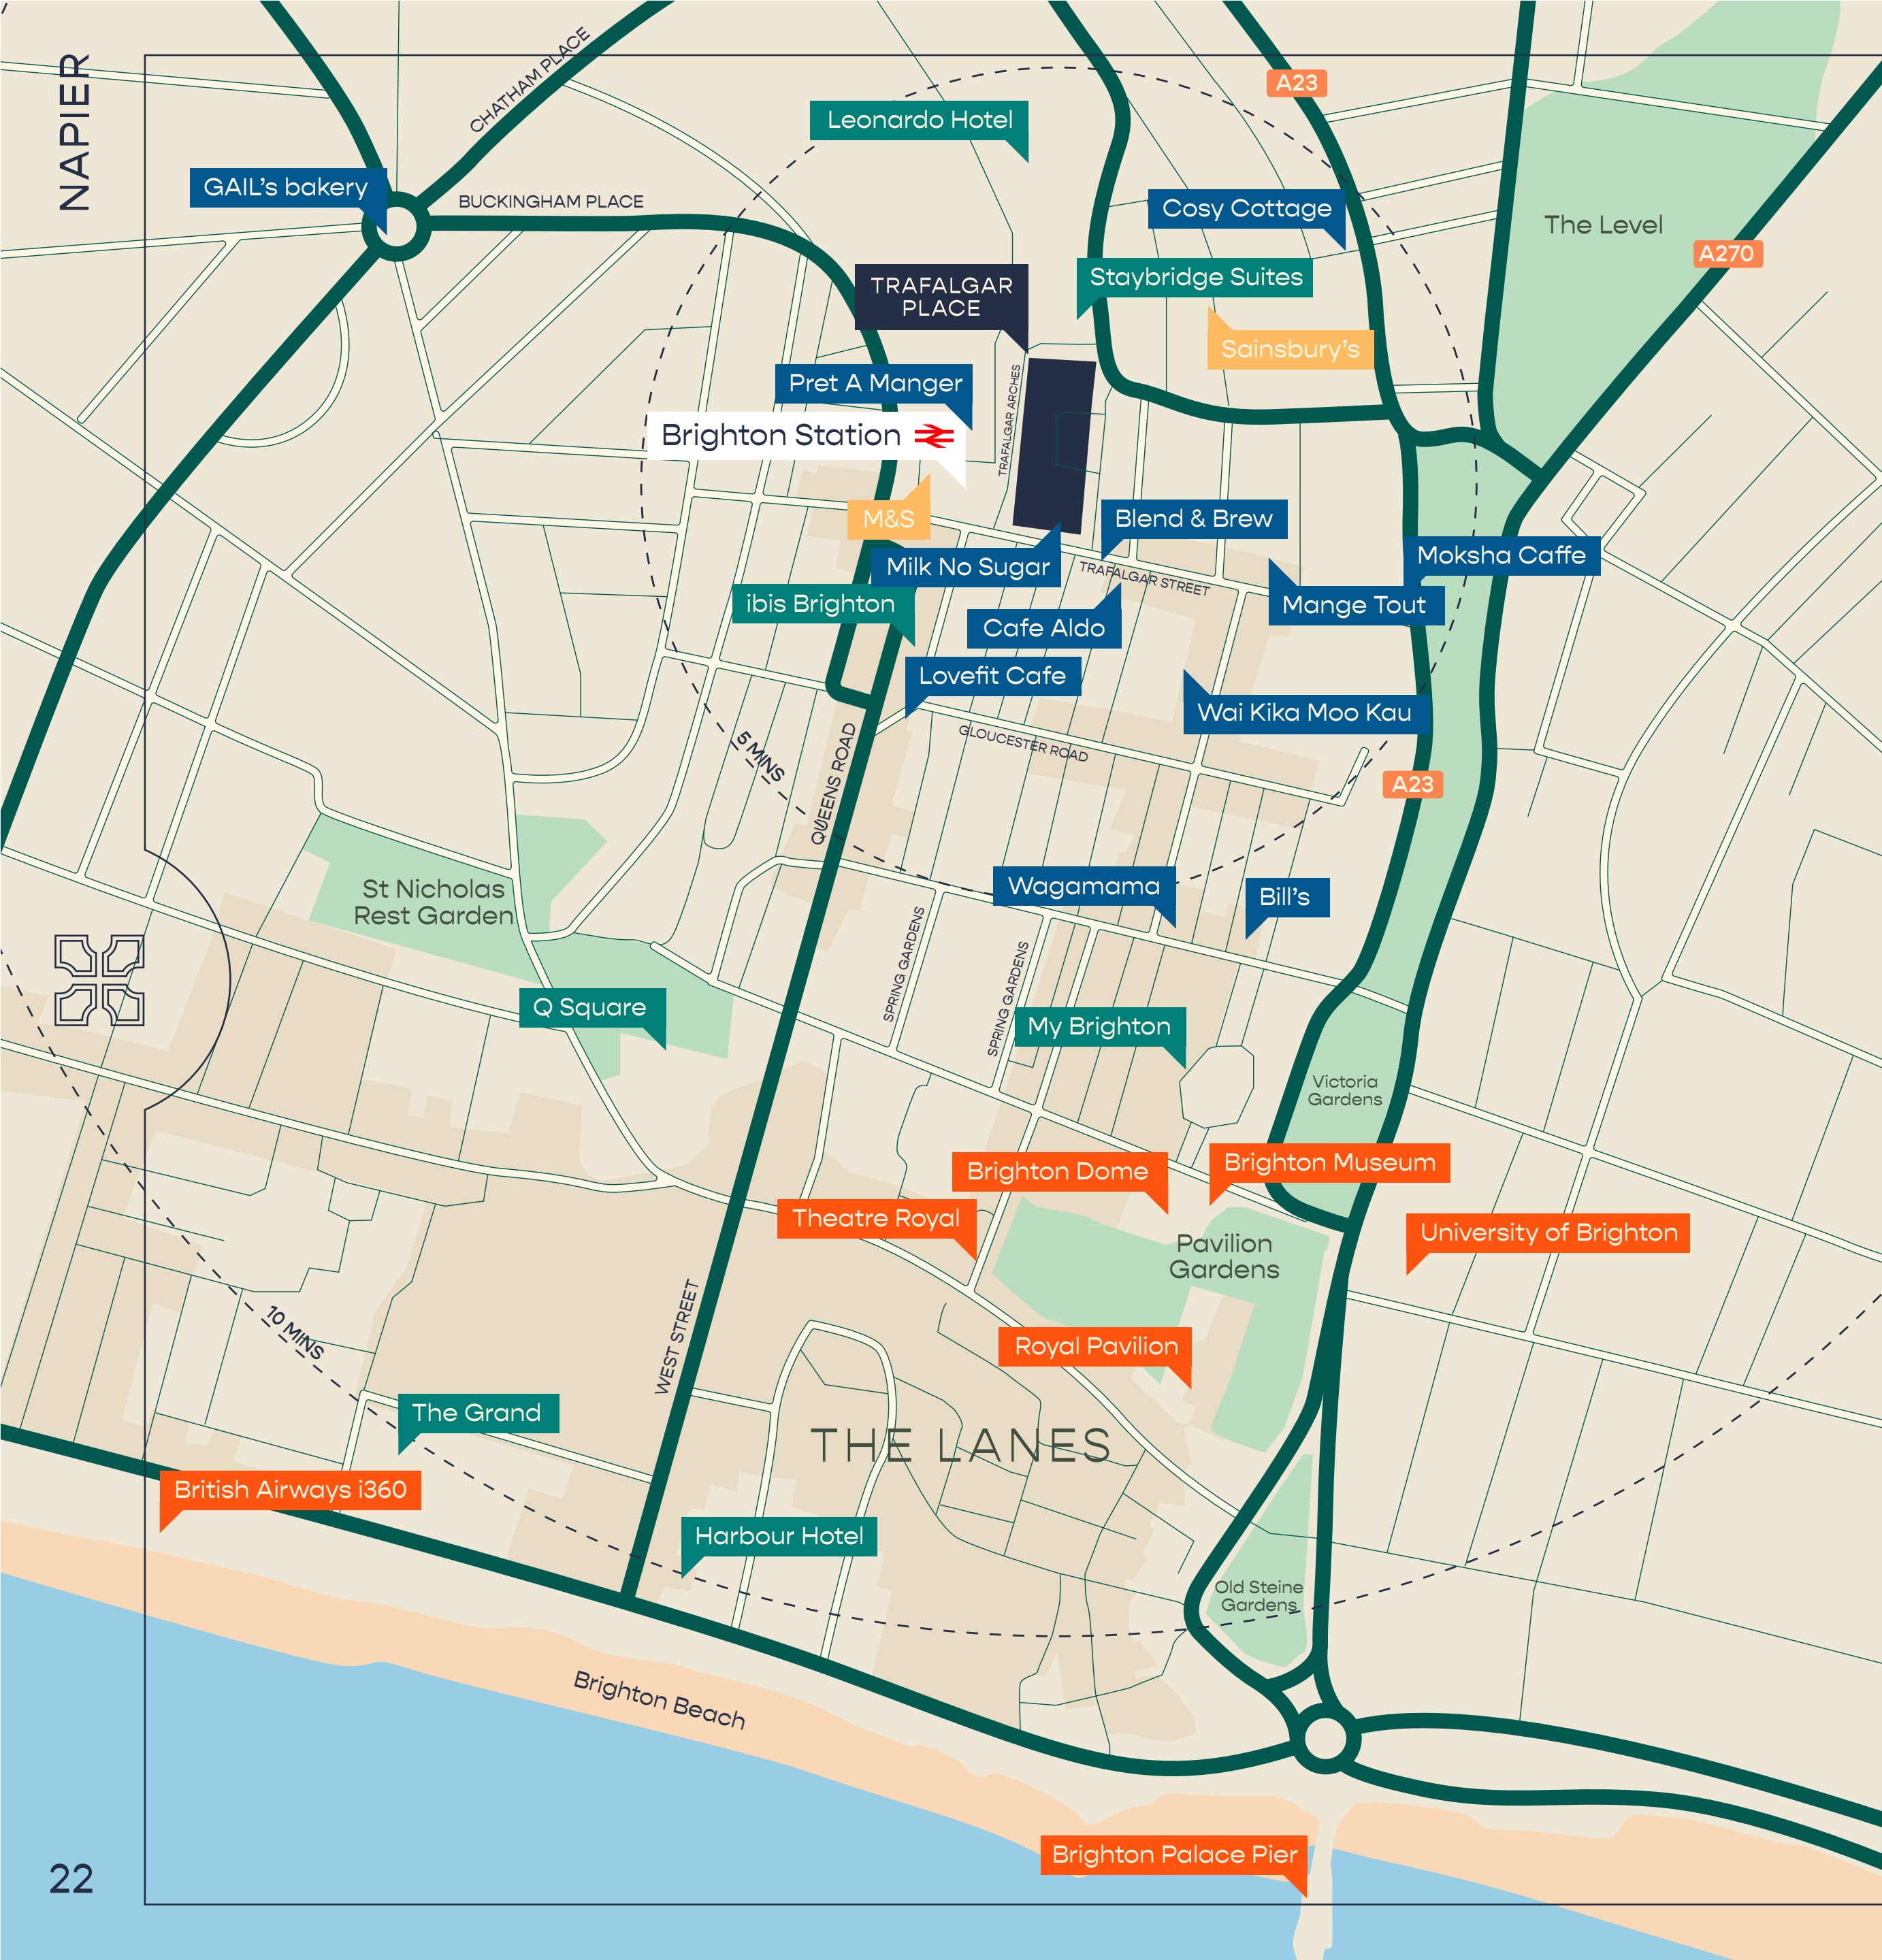 NAPIER
CHATHAM PLACE
A23
Leonardo Hotel
GAIL's bakery
BUCKINGHAM PLACE
Cosy Cottage
The Level
A270
Staybridge Suites
TRAFALGAR
PLACE
Sainsbury's
Pret A Manger
TRAFALGAR ARCHES
Brighton Station
M&S
Blend & Brew
Moksha Caffe
Milk No Sugar
TRAFALGAR STREET
ibis Brighton
Mange Tout
Cafe Aldo
Lovefit Cafe
Wai Kika Moo Kau
GLOUCESTER ROAD
5 MINS
QUEENS ROAD
A23
Wagamama
Bill's
St Nicholas
Rest Garden
SPRING GARDENS
SPRING GARDENS
Q Square
My Brighton
Victoria
Gardens
Brighton Dome
Brighton Museum
Theatre Royal
University of Brighton
Pavilion
Gardens
10 MINS
WEST STREET
Royal Pavilion
The Grand
THE LANES
British Airways i360
Harbour Hotel
Old Steine
Gardens
Brighton Beach
Brighton Palace Pier
22